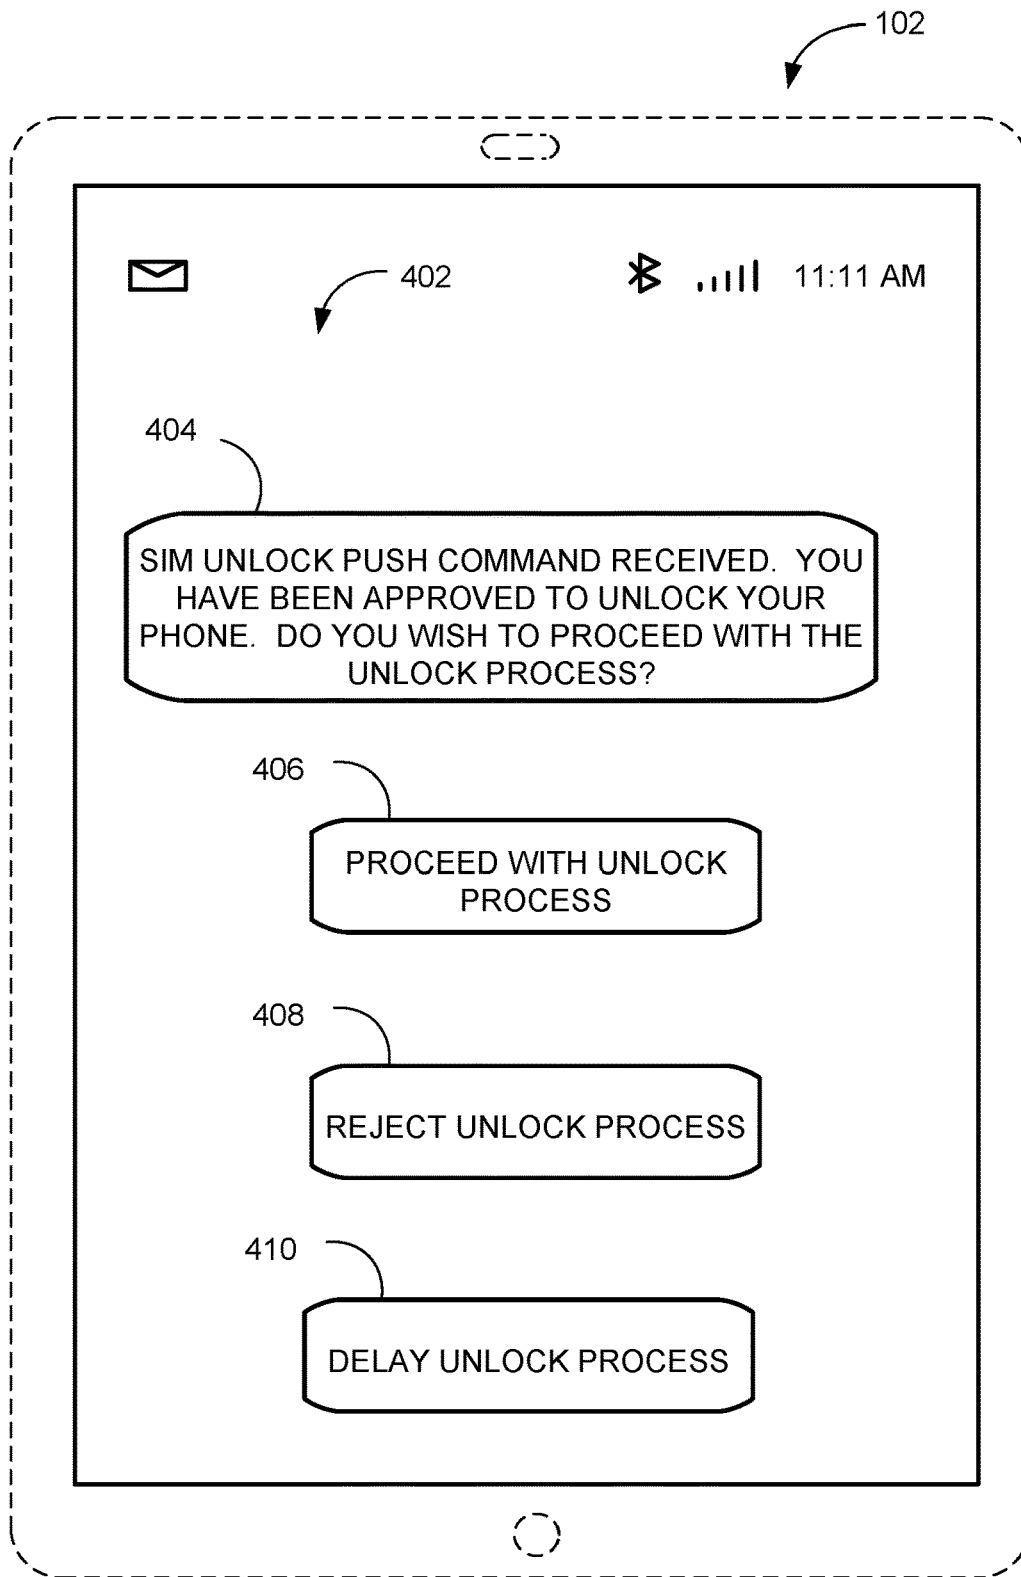 102
402
11:11 AM
404
SIM UNLOCK PUSH COMMAND RECEIVED. YOU
HAVE BEEN APPROVED TO UNLOCK YOUR
PHONE. DO YOU WISH TO PROCEED WITH THE
UNLOCK PROCESS?
406
PROCEED WITH UNLOCK
PROCESS
408
REJECT UNLOCK PROCESS
410
DELAY UNLOCK PROCESS